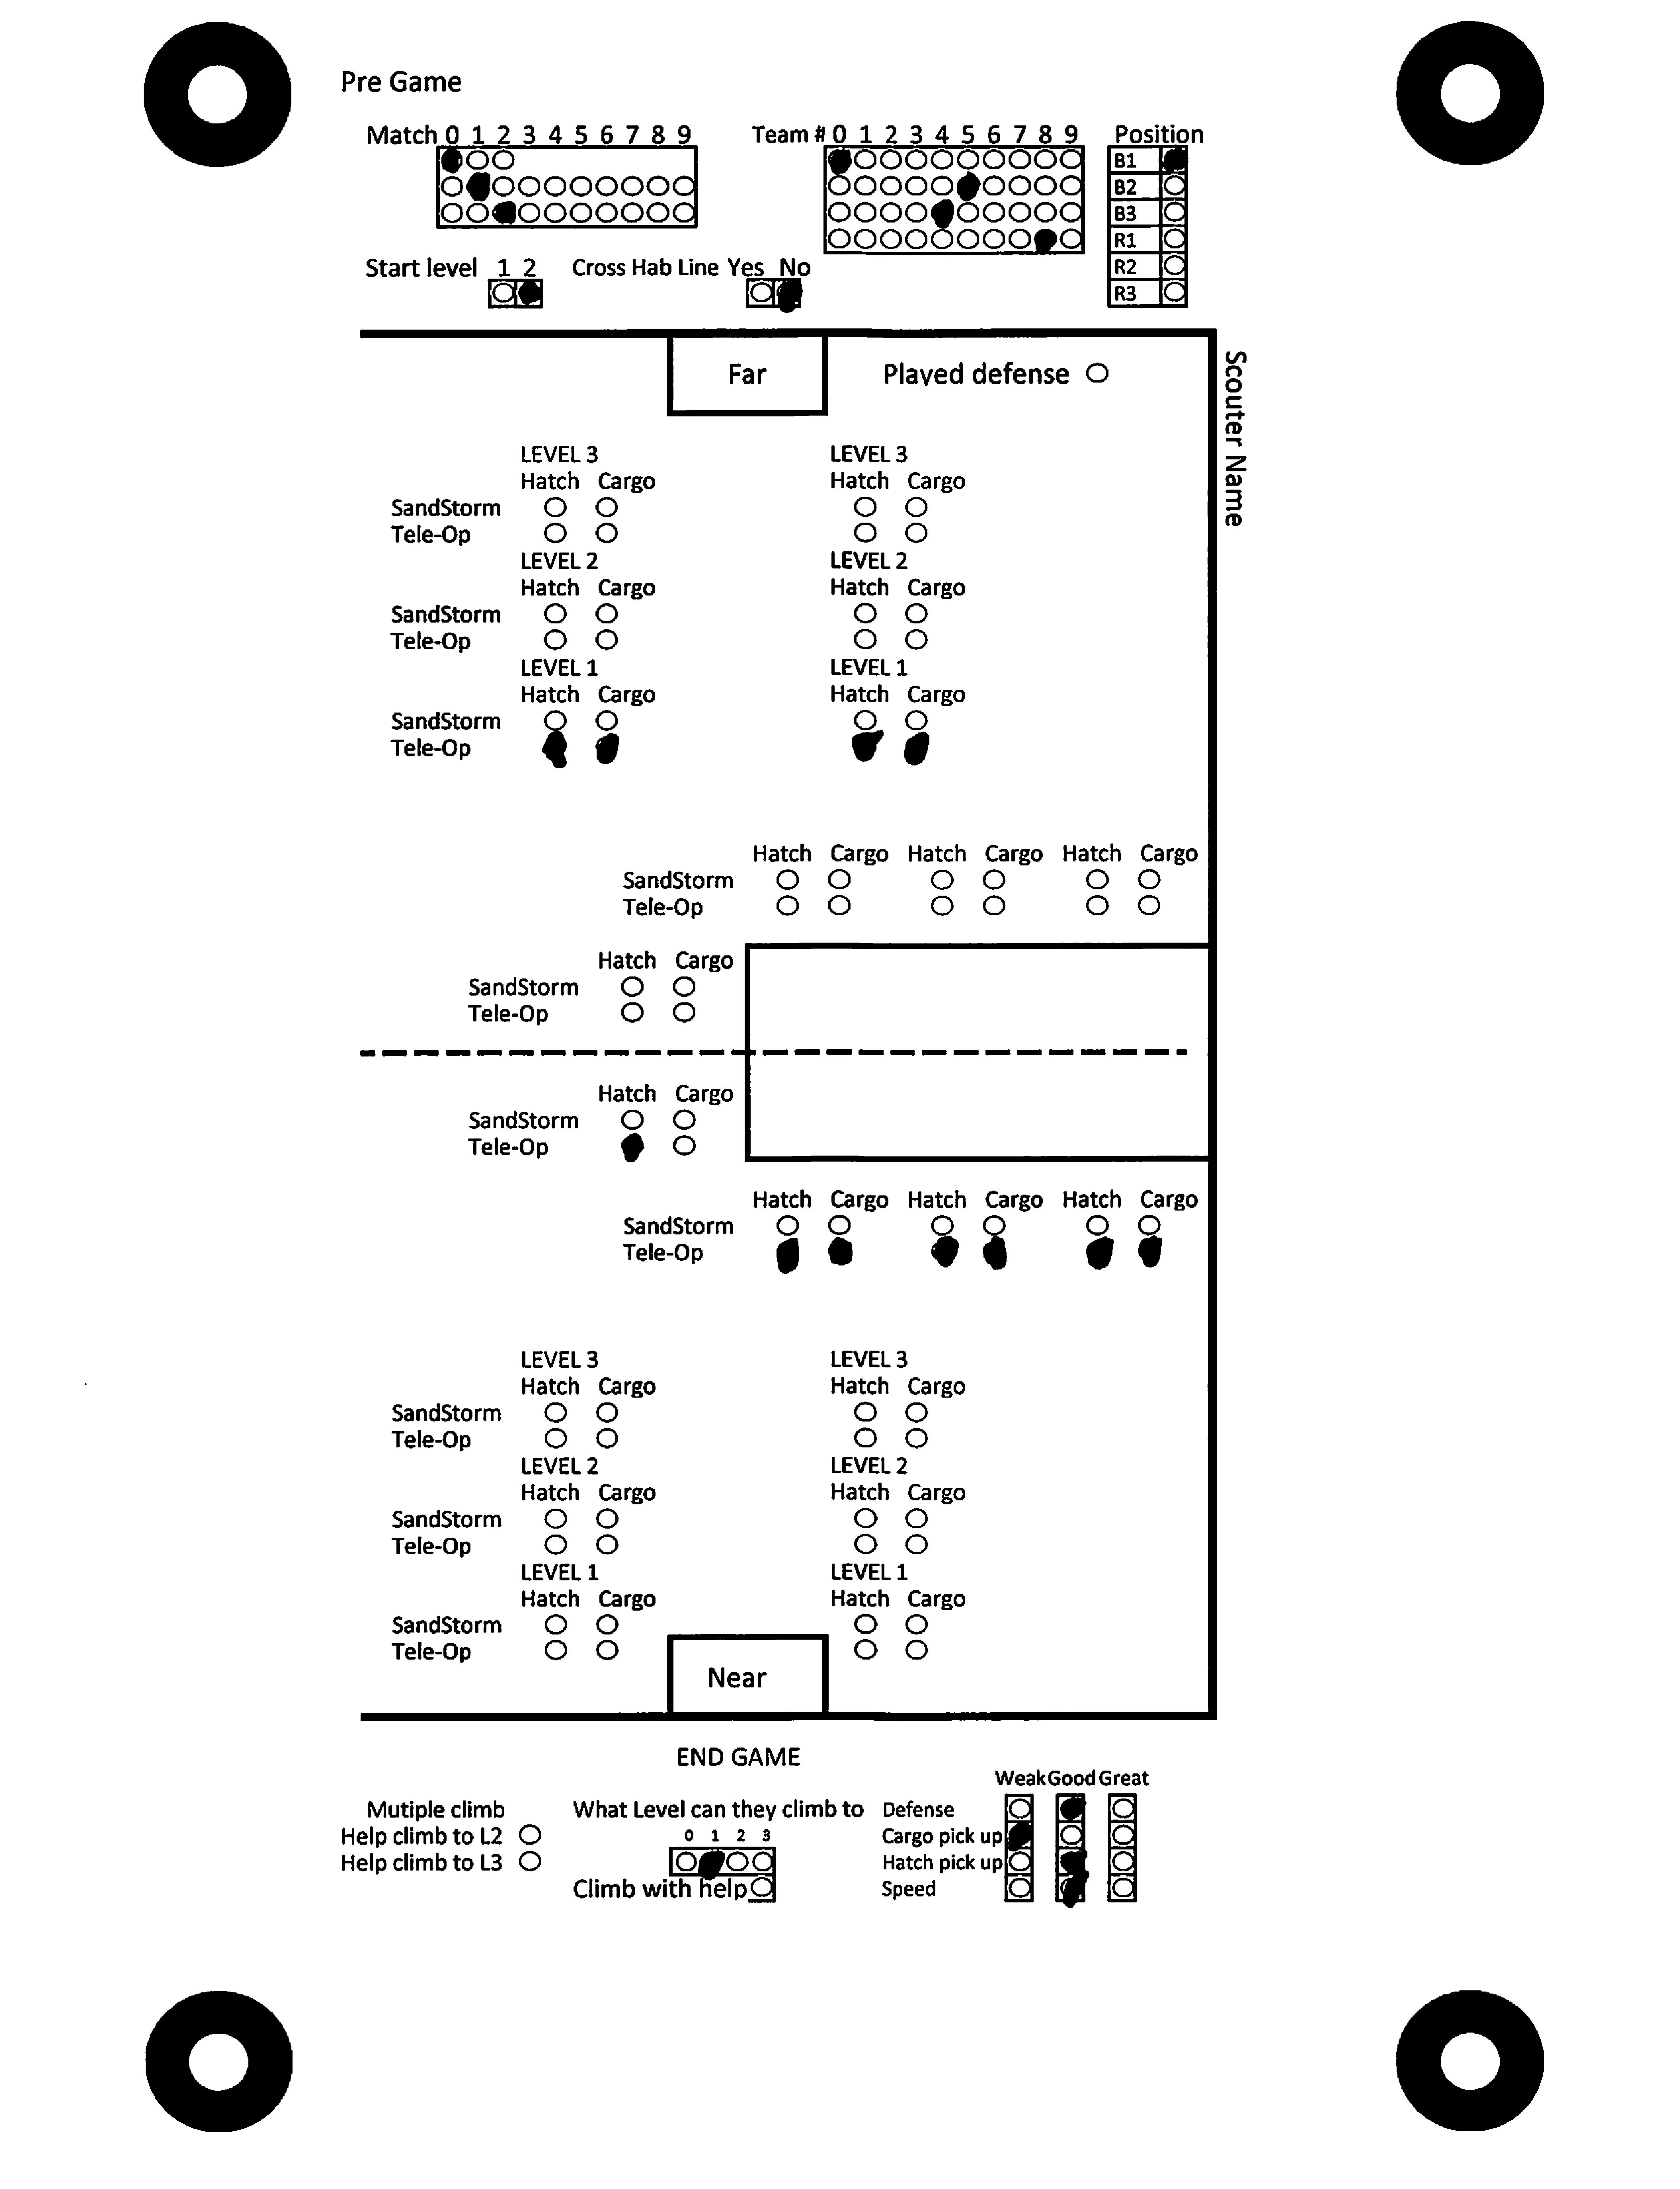 Pre Game
Match 0 1 2 3 4 5 6 7 8 9 Team # 0 1 2 3 4 5 6 7 8 9 Position
B1
B2
B3
R1
R2
R3
Start level 1 2 Cross Hab Line Yes No
Far Played defense
Scouter Name
LEVEL 3 LEVEL 3
Hatch Cargo Hatch Cargo
SandStorm
Tele-Op
LEVEL 2 LEVEL 2
Hatch Cargo Hatch Cargo
SandStorm
Tele-Op
LEVEL 1 LEVEL 1
Hatch Cargo Hatch Cargo
SandStorm
Tele-Op
Hatch Cargo Hatch Cargo Hatch Cargo
SandStorm
Tele-Op
Hatch Cargo
SandStorm
Tele-Op
Hatch Cargo
SandStorm
Tele-Op
Hatch Cargo Hatch Cargo Hatch Cargo
SandStorm
Tele-Op
LEVEL 3 LEVEL 3
Hatch Cargo Hatch Cargo
SandStorm
Tele-Op
LEVEL 2 LEVEL 2
Hatch Cargo Hatch Cargo
SandStorm
Tele-Op
LEVEL 1 LEVEL 1
Hatch Cargo Hatch Cargo
SandStorm
Tele-Op
Near
END GAME
Weak Good Great
Mutiple climb What Level can they climb to Defense
Help climb to L2 0 1 2 3 Cargo pick up
Help climb to L3 Hatch pick up
Climb with help Speed